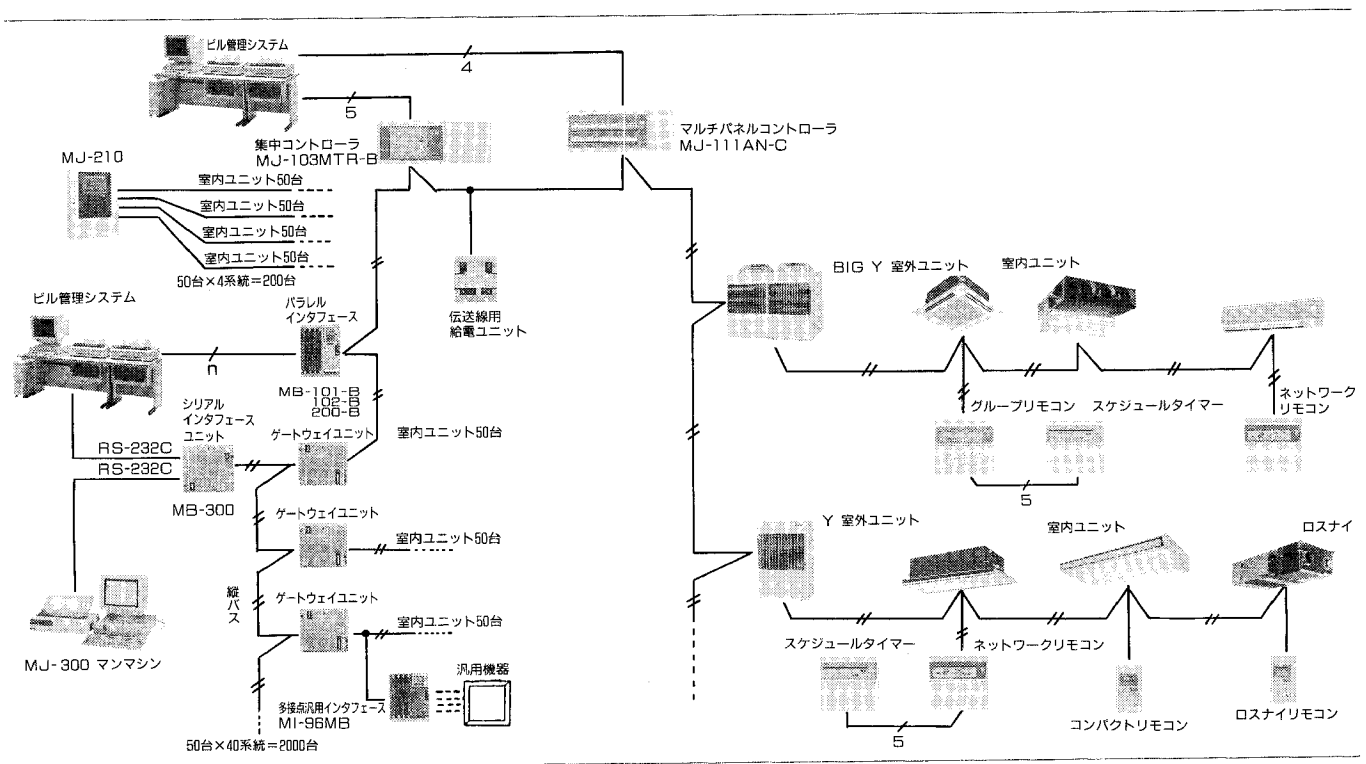 ビル管理システム
4
5
集中コントローラ
MJ-103MTR-B
マルチパネルコントローラ
MJ-111AN-C
MJ-210
室内ユニット50台
室内ユニット50台
室内ユニット50台
室内ユニット50台
50台×4系統=200台
伝送線用
給電ユニット
BIG Y 室外ユニット
室内ユニット
グループリモコン
スケジュールタイマー
ネットワーク
リモコン
5
ビル管理システム
n
パラレル
インタフェース
MB-101-B
102-B
200-B
シリアル
インタフェース
ユニット
RS-232C
RS-232C
MB-300
ゲートウェイユニット
室内ユニット50台
ゲートウェイユニット
室内ユニット50台
縦バス
ゲートウェイユニット
室内ユニット50台
MJ-300 マンマシン
多接点汎用インタフェース
MI-96MB
汎用機器
50台×40系統=2000台
Y 室外ユニット
室内ユニット
ロスナイ
スケジュールタイマー
ネットワークリモコン
5
コンパクトリモコン
ロスナイリモコン